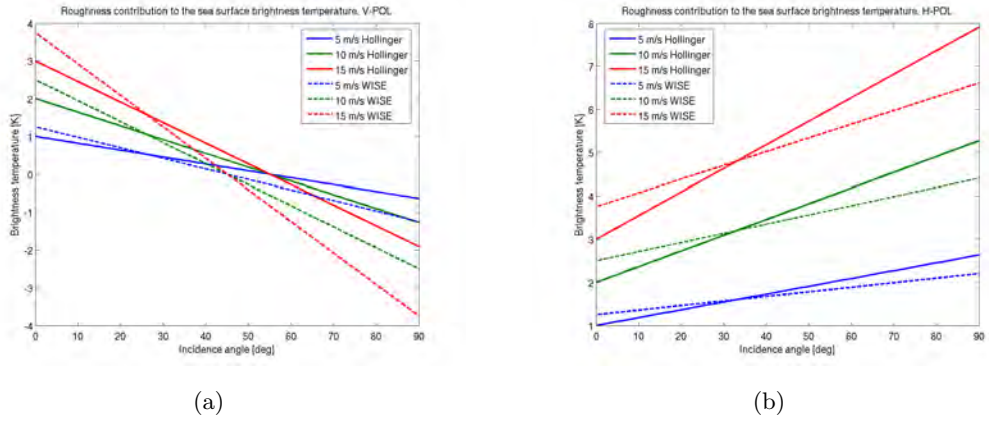 Roughness contribution to the sea surface brightness temperature. V-POL
4
3
2
1
0
-1
-2
-3
-4
Brightness temperature [K]
5 m/s Hollinger
10 m/s Hollinger
15 m/s Hollinger
5 m/s WISE
10 m/s WISE
15 m/s WISE
0 10 20 30 40 50 60 70 80 90
Incidence angle [deg]
(a)
Roughness contribution to the sea surface brightness temperature. H-POL
8
7
6
5
4
3
2
1
Brightness temperature [K]
5 m/s Hollinger
10 m/s Hollinger
15 m/s Hollinger
5 m/s WISE
10 m/s WISE
15 m/s WISE
0 10 20 30 40 50 60 70 80 90
Incidence angle [deg]
(b)